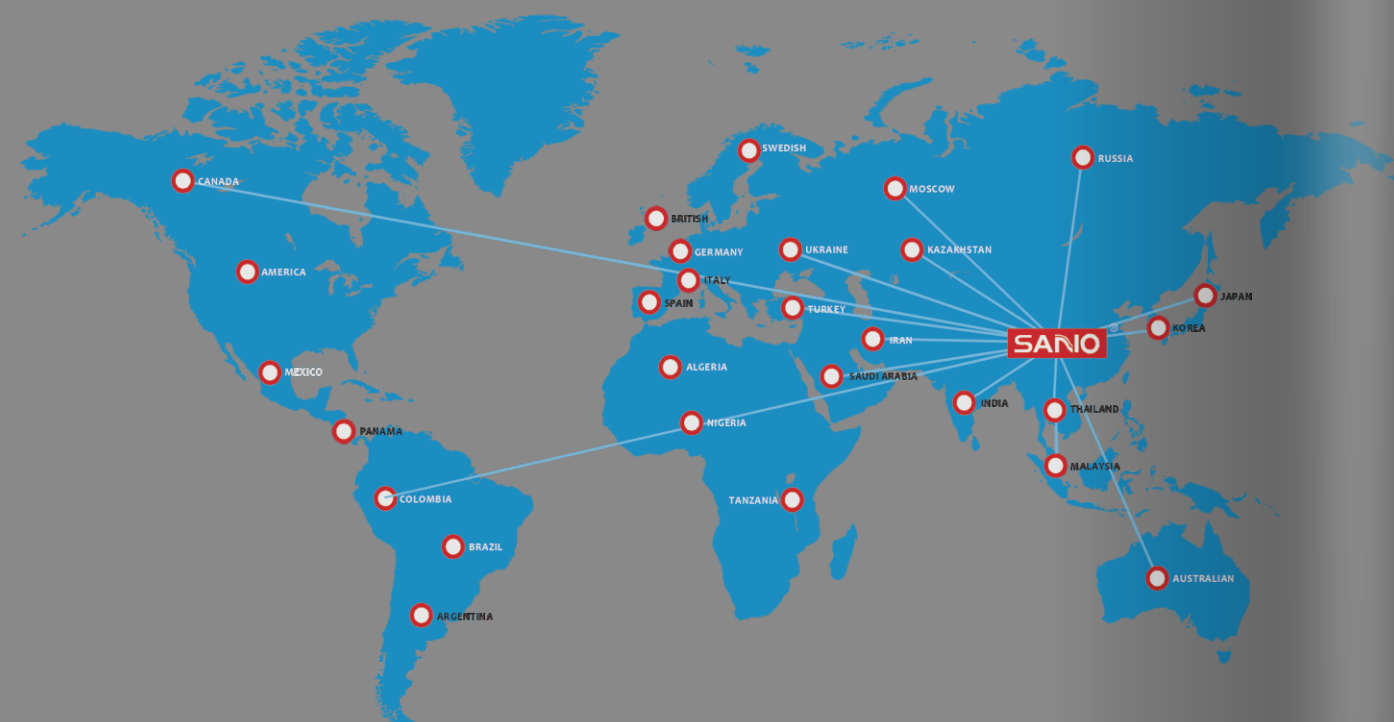 SWEDISH
RUSSIA
CANADA
MOSCOW
BRITISH
GERMANY
UKRAINE
KAZAKHSTAN
AMERICA
ITALY
SPAIN
JAPAN
TURKEY
KOREA
IRAN
SANIO
ALGERIA
MEXICO
SAUDI ARABIA
INDIA
THAILAND
NIGERIA
PANAMA
MALAYSIA
COLOMBIA
TANZANIA
BRAZIL
AUSTRALIAN
ARGENTINA